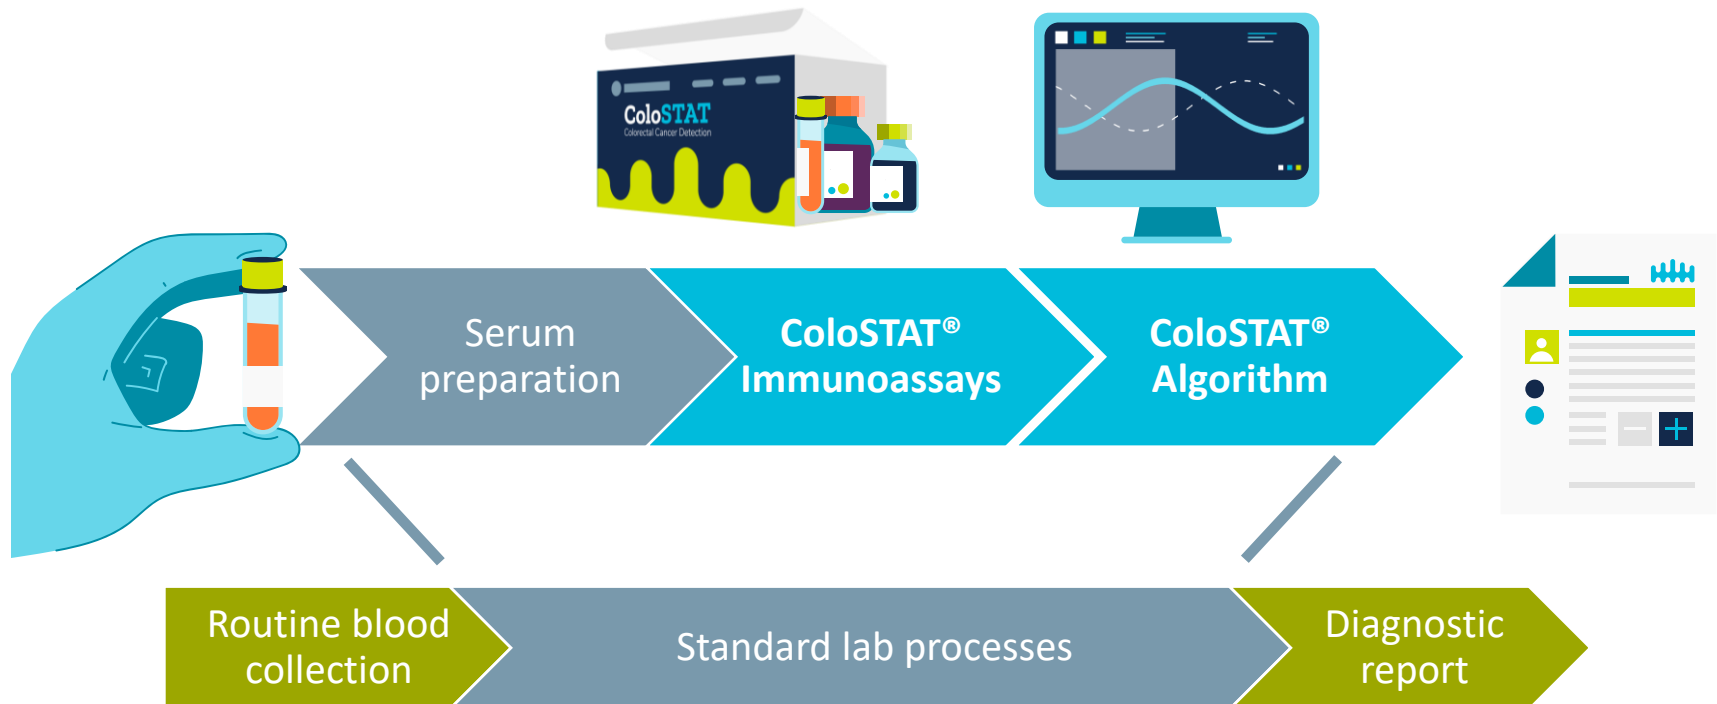 ColoSTAT
Colorectal Cancer Detection
Serum
preparation
ColoSTAT®
Immunoassays
ColoSTAT®
Algorithm
Routine blood
collection
Standard lab processes
Diagnostic
report